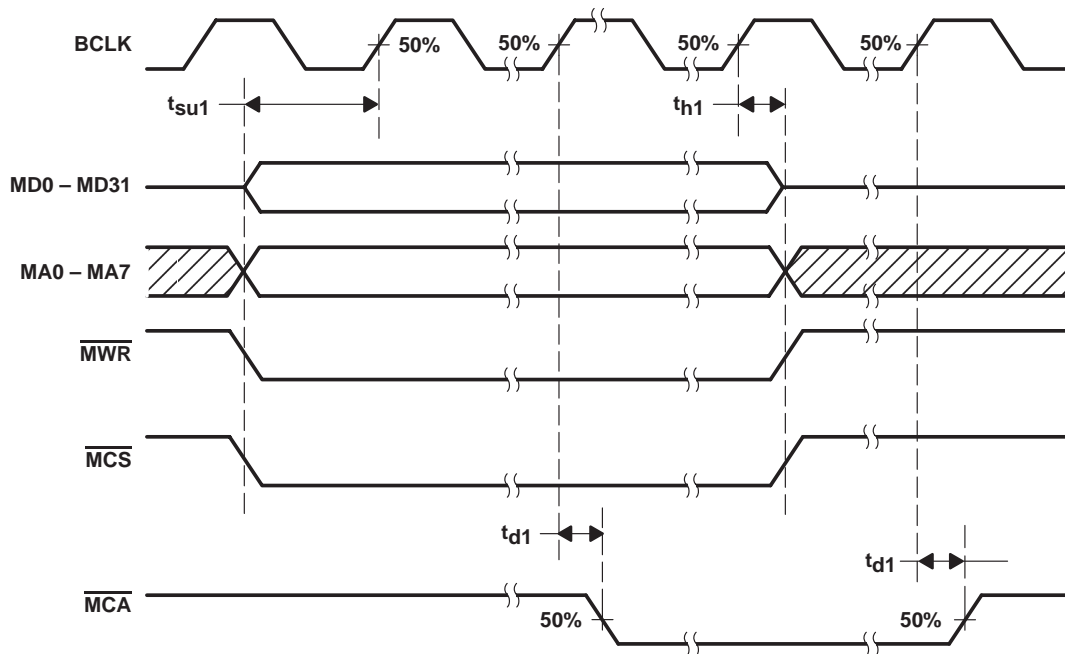 BCLK
50%
50%
50%
50%
tsu1
th1
MD0 – MD31
MA0 – MA7
MWR
MCS
td1
td1
MCA
50%
50%